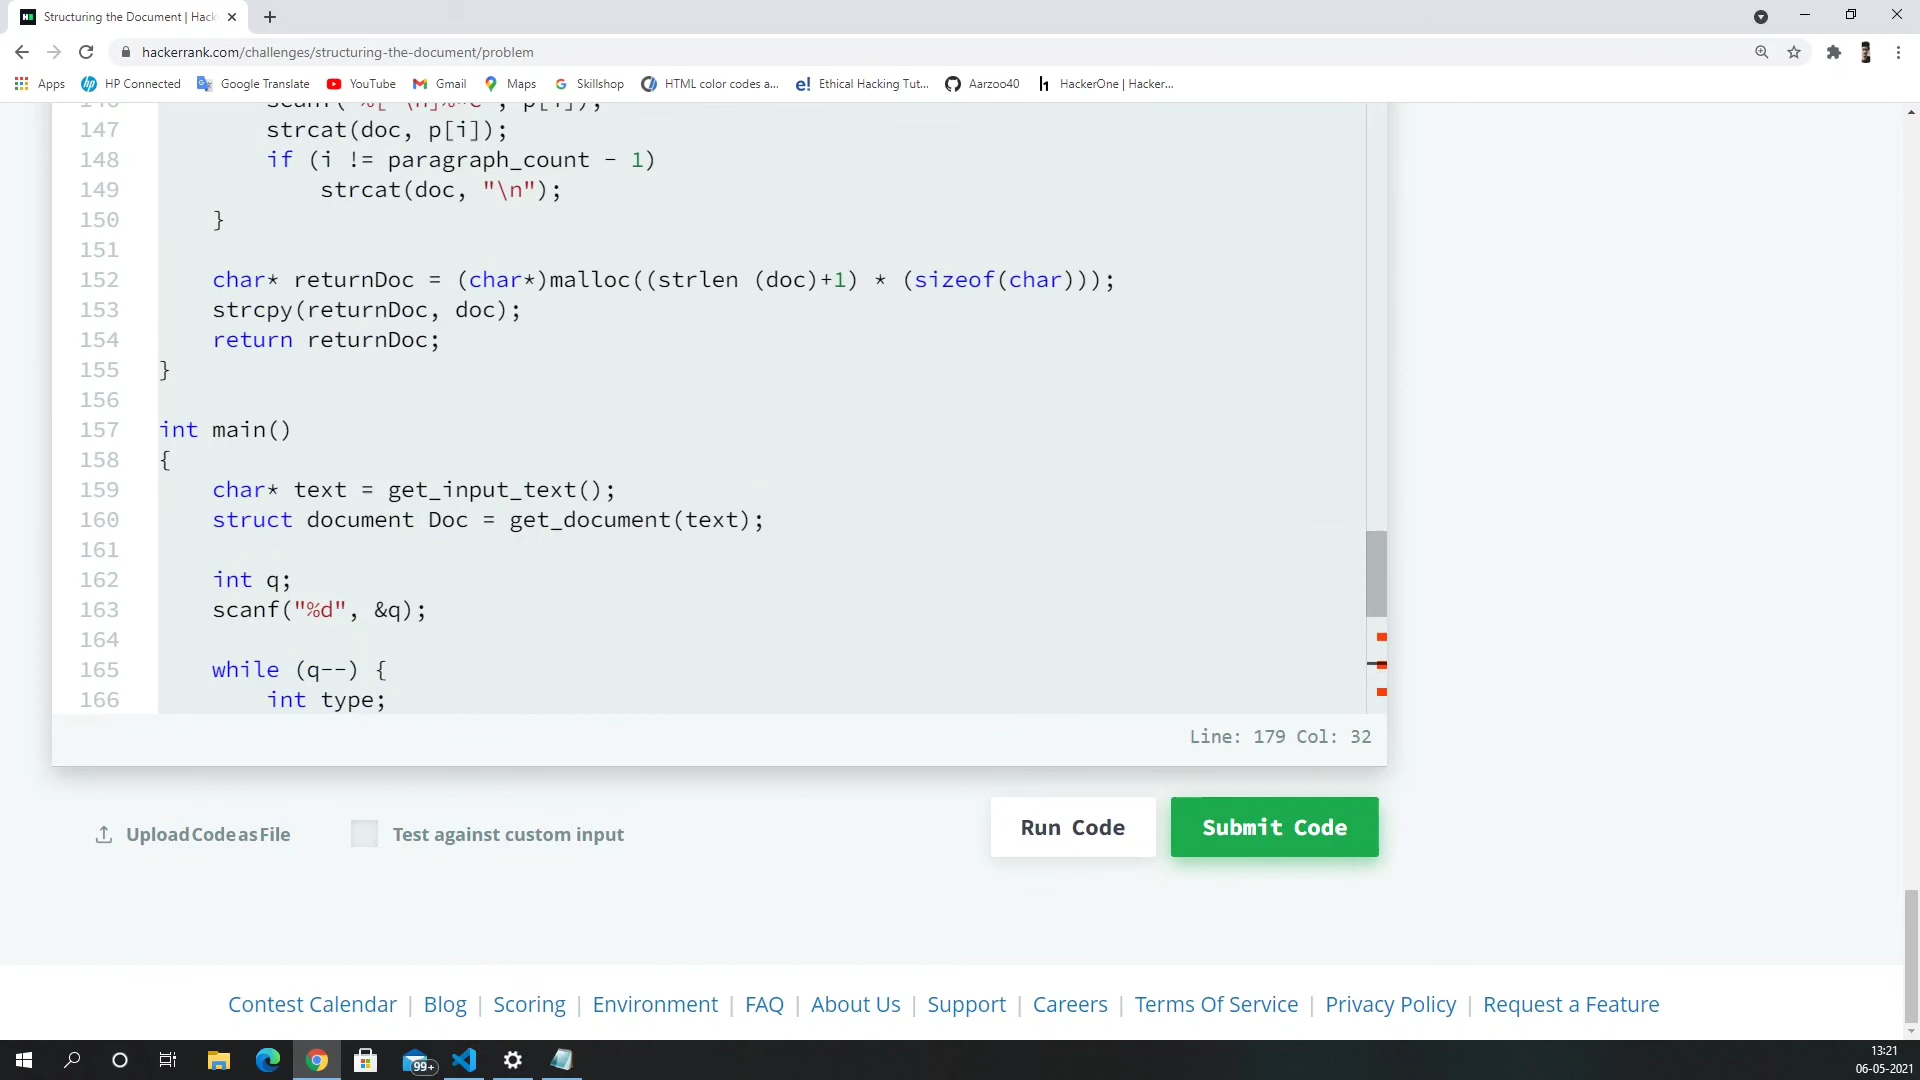 Structuring the Document | Hack
hackerrank.com/challenges/structuring-the-document/problem
Apps HP Connected Google Translate YouTube Gmail Maps Skillshop HTML color codes a... Ethical Hacking Tut... Aarzoo40 HackerOne | Hacker...
147 strcat(doc, p[i]);
148 if (i != paragraph_count - 1)
149 strcat(doc, "\n");
150 }
151
152 char* returnDoc = (char*)malloc((strlen (doc)+1) * (sizeof(char)));
153 strcpy(returnDoc, doc);
154 return returnDoc;
155 }
156
157 int main()
158 {
159 char* text = get_input_text();
160 struct document Doc = get_document(text);
161
162 int q;
163 scanf("%d", &q);
164
165 while (q--) {
166 int type;
Line: 179 Col: 32
Upload Code as File Test against custom input Run Code Submit Code
Contest Calendar | Blog | Scoring | Environment | FAQ | About Us | Support | Careers | Terms Of Service | Privacy Policy | Request a Feature
99+
13:21
06-05-2021